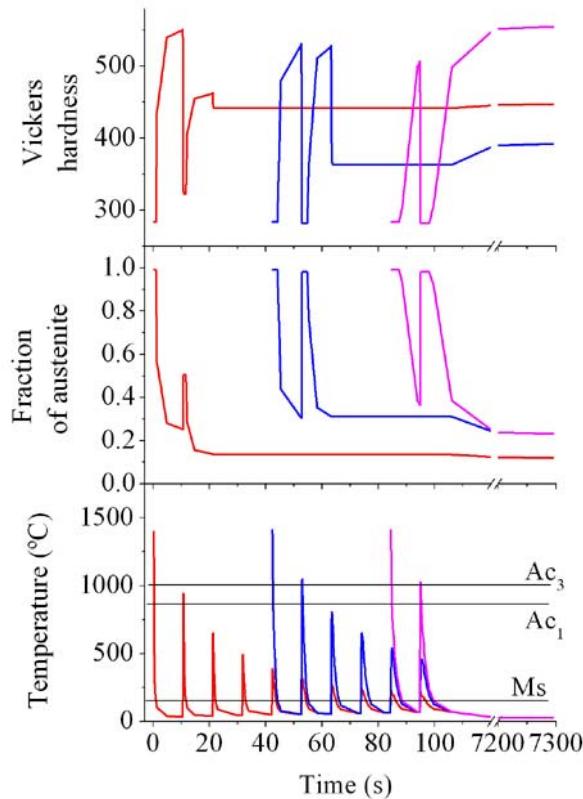 Vickers
hardness
500
400
300
Fraction
of austenite
1.0
0.8
0.6
0.4
0.2
0.0
Temperature (°C)
1500
1000
500
0
Ac3
Ac1
Ms
0 20 40 60 80 100 7200 7300
Time (s)